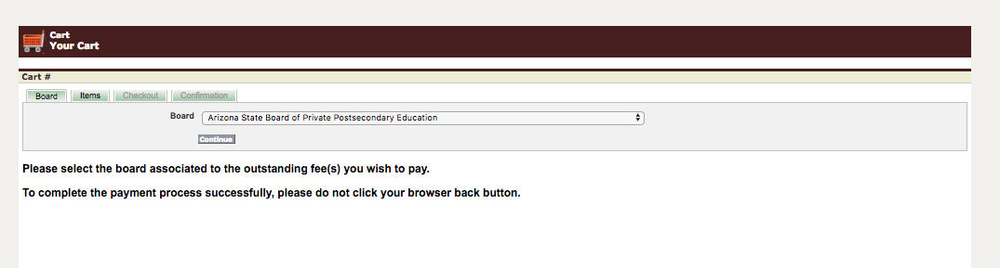 Cart
Your Cart
Cart #
Board Items Checkout Confirmation
Board Arizona State Board of Private Postsecondary Education
Continue
Please select the board associated to the outstanding fee(s) you wish to pay.
To complete the payment process successfully, please do not click your browser back button.